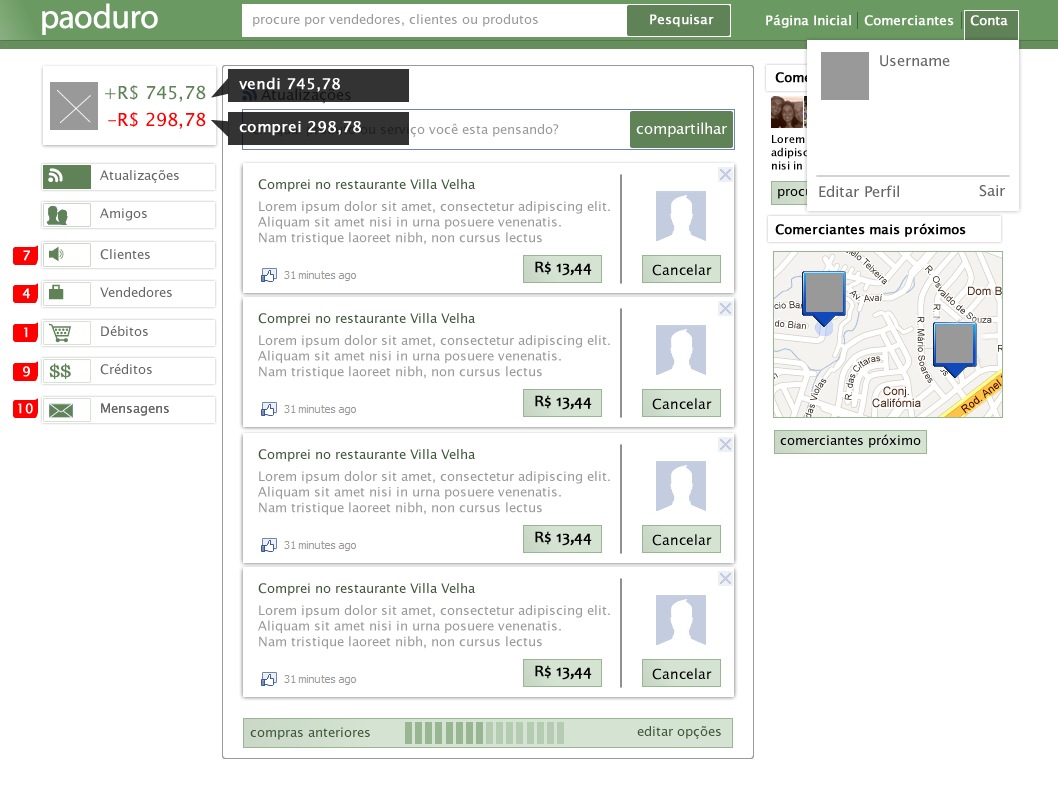 paoduro
procure por vendedores, clientes ou produtos
Pesquisar
Página Inicial
Comerciantes
Conta
Username
Editar Perfil
Sair
+R$ 745,78
-R$ 298,78
vendi 745,78
comprei 298,78
Atualizações
serviço você esta pensando?
compartilhar
Atualizações
Amigos
7
Clientes
4
Vendedores
1
Débitos
9
$$
Créditos
10
Mensagens
Comprei no restaurante Villa Velha
Lorem ipsum dolor sit amet, consectetur adipiscing elit.
Aliquam sit amet nisi in urna posuere venenatis.
Nam tristique laoreet nibh, non cursus lectus
31 minutes ago
R$ 13,44
Cancelar
Comprei no restaurante Villa Velha
Lorem ipsum dolor sit amet, consectetur adipiscing elit.
Aliquam sit amet nisi in urna posuere venenatis.
Nam tristique laoreet nibh, non cursus lectus
31 minutes ago
R$ 13,44
Cancelar
Comprei no restaurante Villa Velha
Lorem ipsum dolor sit amet, consectetur adipiscing elit.
Aliquam sit amet nisi in urna posuere venenatis.
Nam tristique laoreet nibh, non cursus lectus
31 minutes ago
R$ 13,44
Cancelar
Comprei no restaurante Villa Velha
Lorem ipsum dolor sit amet, consectetur adipiscing elit.
Aliquam sit amet nisi in urna posuere venenatis.
Nam tristique laoreet nibh, non cursus lectus
31 minutes ago
R$ 13,44
Cancelar
compras anteriores
editar opções
Come
Lorem
adipisc
nisi in
procu
Comerciantes mais próximos
elo Teixeira
Av. Avaí
cio Ba
do Bian
R. Osvaldo de Souza
Dom B
R. I
R. Mário Soares
R. das Cítaras
das Violas
Conj.
Califórnia
Rod. Anel
R.
comerciantes próximo